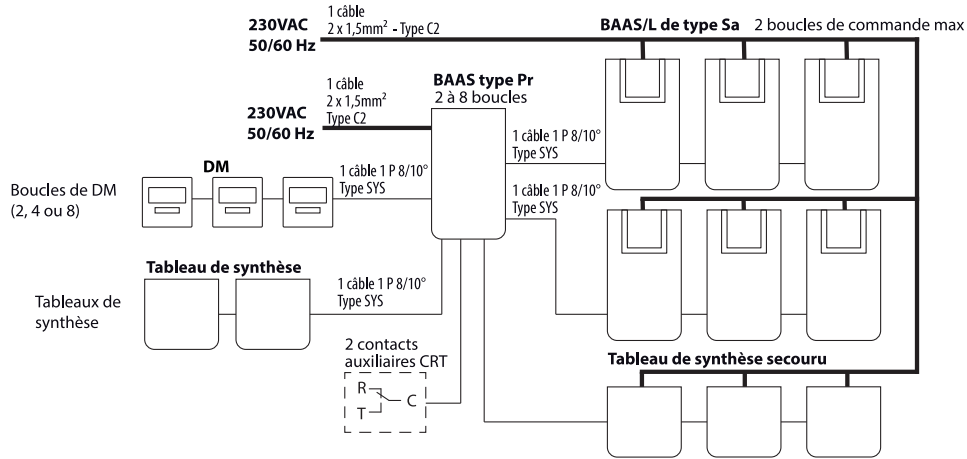 230VAC
50/60 Hz
1 câble
2 x 1,5mm² - Type C2
BAAS/L de type Sa 2 boucles de commande max
230VAC
50/60 Hz
1 câble
2 x 1,5mm²
Type C2
BAAS type Pr
2 à 8 boucles
1 câble 1 P 8/10°
Type SYS
1 câble 1 P 8/10°
Type SYS
Boucles de DM
(2, 4 ou 8)
DM
1 câble 1 P 8/10°
Type SYS
Tableaux de
synthèse
Tableau de synthèse
1 câble 1 P 8/10°
Type SYS
2 contacts
auxiliaires CRT
R
T
C
Tableau de synthèse secouru